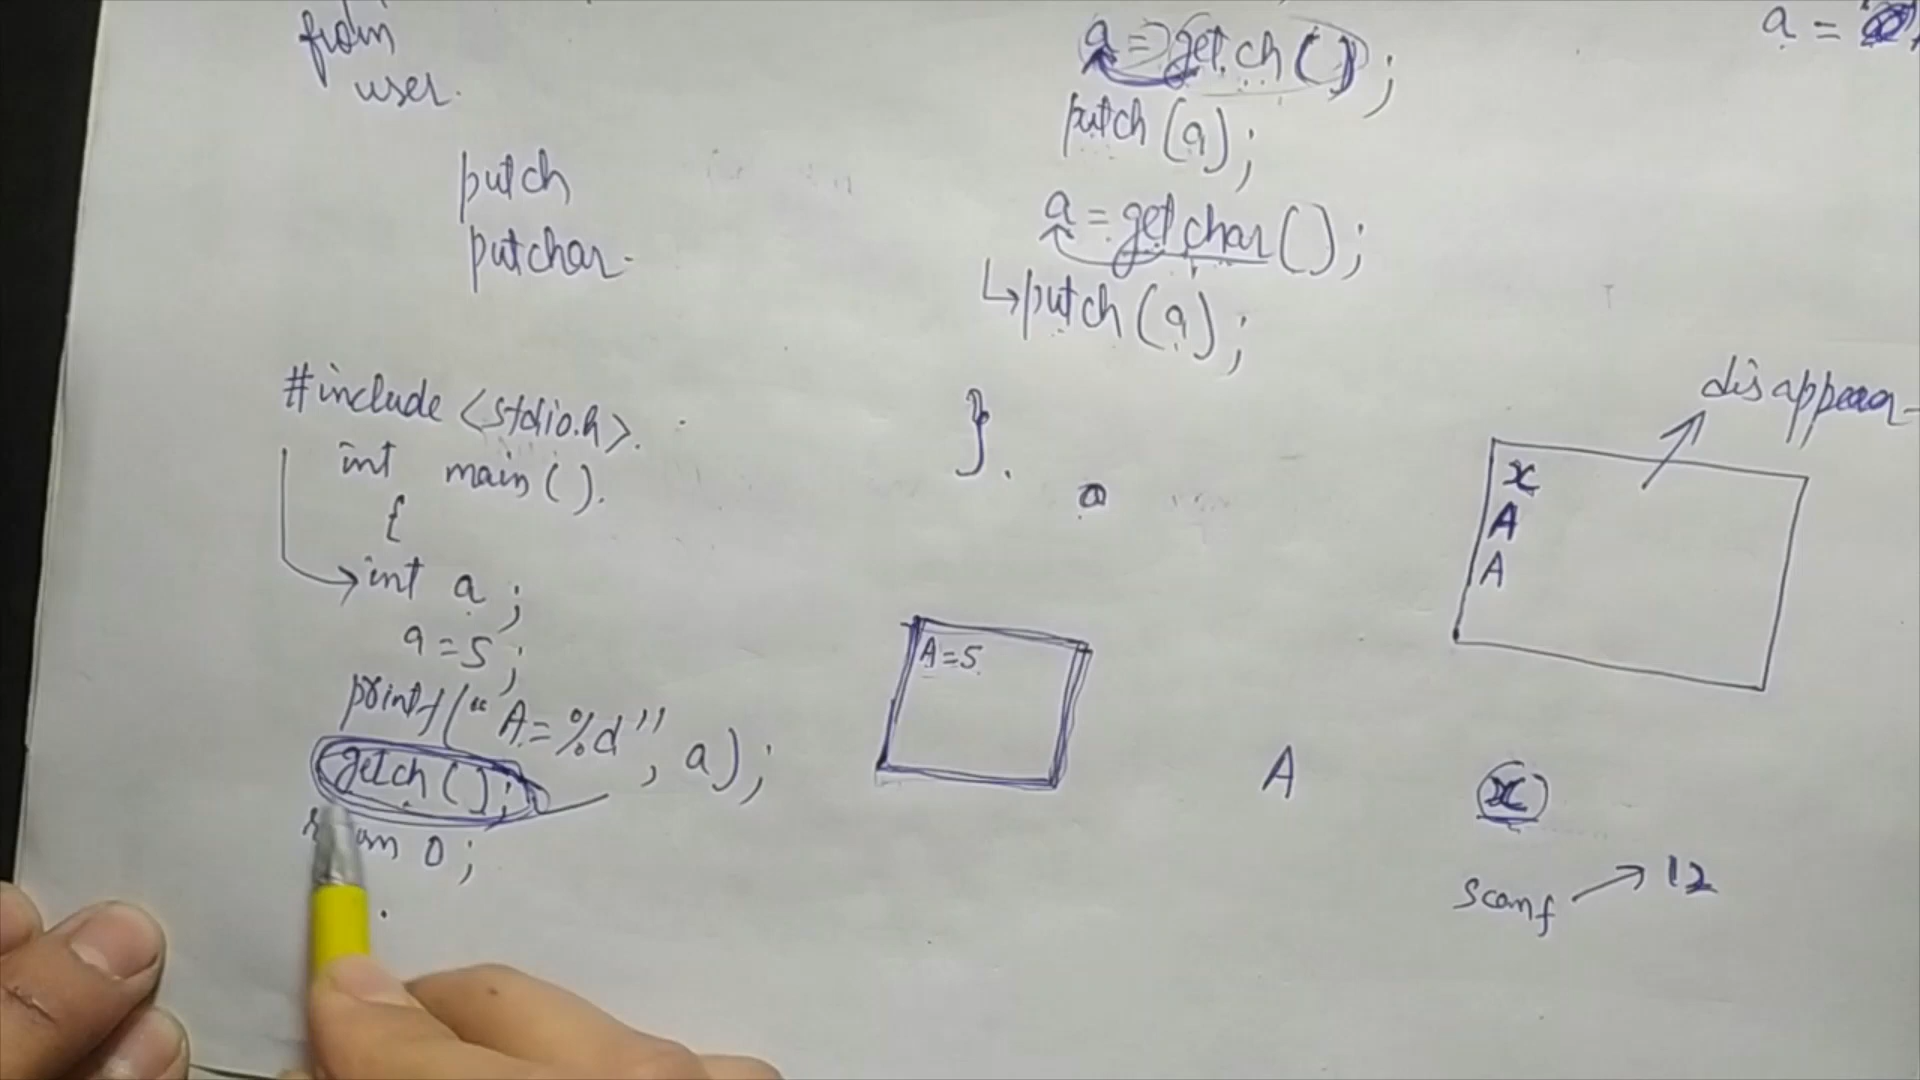 from
user.
putch
putchar.
a = getch();
putch(a);
a = getchar();
putch(a);
}.
a
a =
#include <stdio.h>.
int main().
{
int a;
a = 5;
printf("A=%d", a);
getch();
0;
A=5
disappear
x
A
A
A
x
scanf → 12